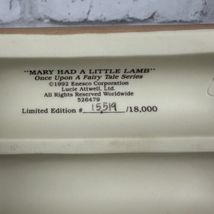 "MARY HAD A LITTLE LAMB"
Once Upon A Fairy Tale Series
©1992 Enesco Corporation
Lucie Attwell, Ltd.
All Rights Reserved Worldwide
526479
Limited Edition # 15519 /18,000